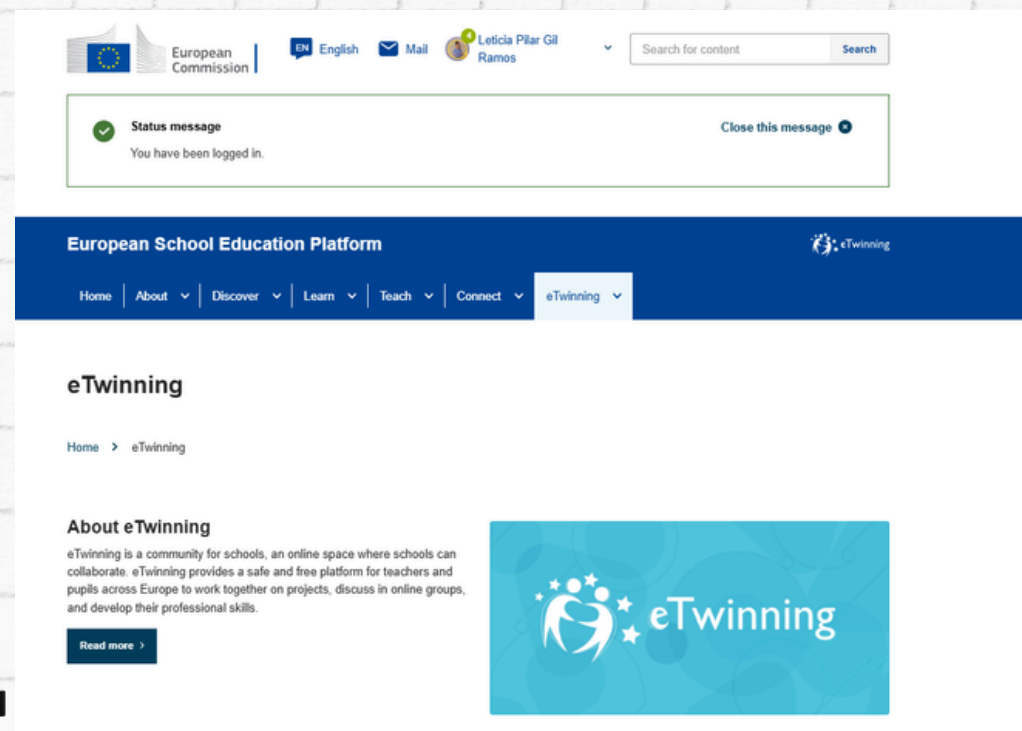 European
Commission
EN English
Mail
4
Leticia Pilar Gil
Ramos
Search for content
Search
Status message
Close this message
You have been logged in.
European School Education Platform
eTwinning
Home
About
Discover
Learn
Teach
Connect
eTwinning
eTwinning
Home > eTwinning
About eTwinning
eTwinning is a community for schools, an online space where schools can
collaborate. eTwinning provides a safe and free platform for teachers and
pupils across Europe to work together on projects, discuss in online groups,
and develop their professional skills.
Read more >
eTwinning